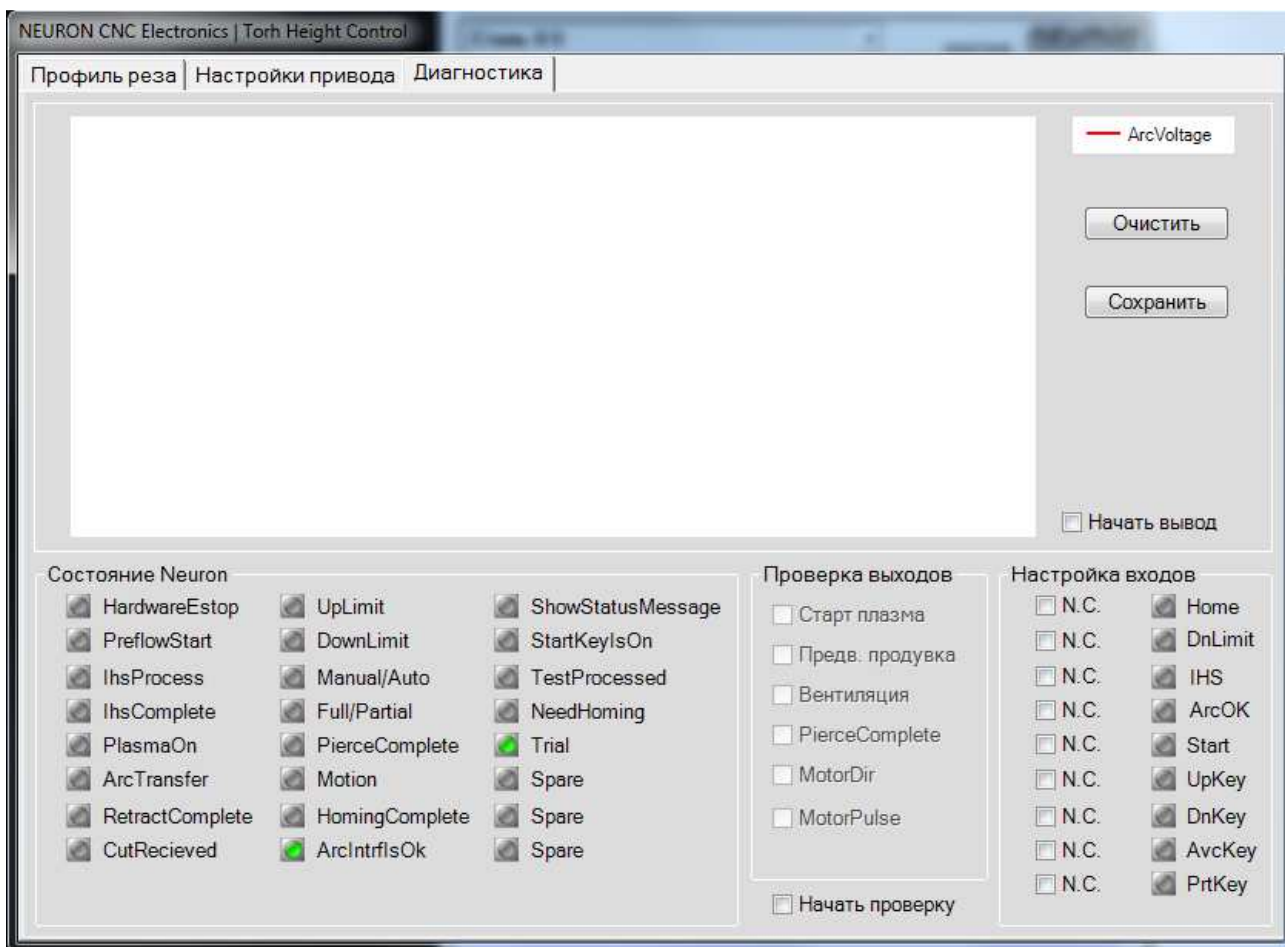 NEURON CNC Electronics | Torh Height Control
Профиль реза Настройки привода Диагностика
ArcVoltage
Очистить
Сохранить
Начать вывод
Состояние Neuron
HardwareEstop UpLimit ShowStatusMessage
PreflowStart DownLimit StartKeyIsOn
IhsProcess Manual/Auto TestProcessed
IhsComplete Full/Partial NeedHoming
PlasmaOn PierceComplete Trial
ArcTransfer Motion Spare
RetractComplete HomingComplete Spare
CutRecieved ArcIntrfIsOk Spare
Проверка выходов
Старт плазма
Предв. продувка
Вентиляция
PierceComplete
MotorDir
MotorPulse
Начать проверку
Настройка входов
N.C. Home
N.C. DnLimit
N.C. IHS
N.C. ArcOK
N.C. Start
N.C. UpKey
N.C. DnKey
N.C. AvcKey
N.C. PrtKey